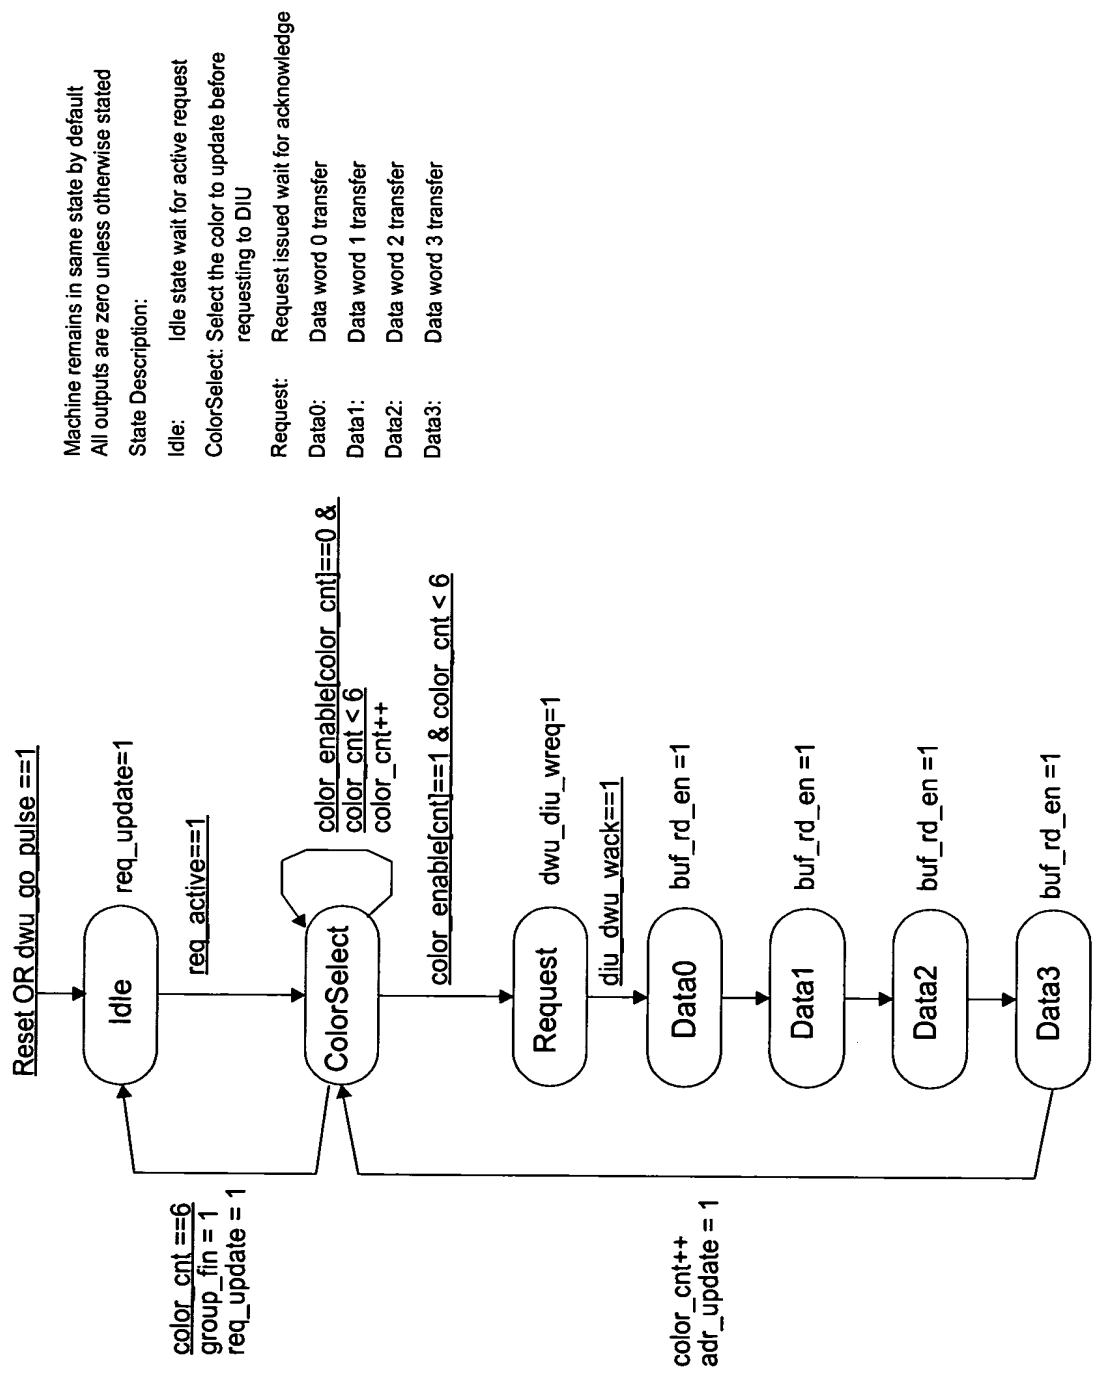 Reset OR dwu_go_pulse ==1
Idle
req_update=1
req_active==1
color_cnt ==6
group_fin = 1
req_update = 1
ColorSelect
color_enable[color_cnt]==0 &
color_cnt < 6
color_cnt++
color_enable[cnt]==1 & color_cnt < 6
Request
dwu_diu_wreq=1
diu_dwu_wack==1
Data0
buf_rd_en =1
Data1
buf_rd_en =1
Data2
buf_rd_en =1
Data3
buf_rd_en =1
color_cnt++
adr_update = 1
Machine remains in same state by default
All outputs are zero unless otherwise stated
State Description:
Idle: Idle state wait for active request
ColorSelect: Select the color to update before
requesting to DIU
Request: Request issued wait for acknowledge
Data0: Data word 0 transfer
Data1: Data word 1 transfer
Data2: Data word 2 transfer
Data3: Data word 3 transfer